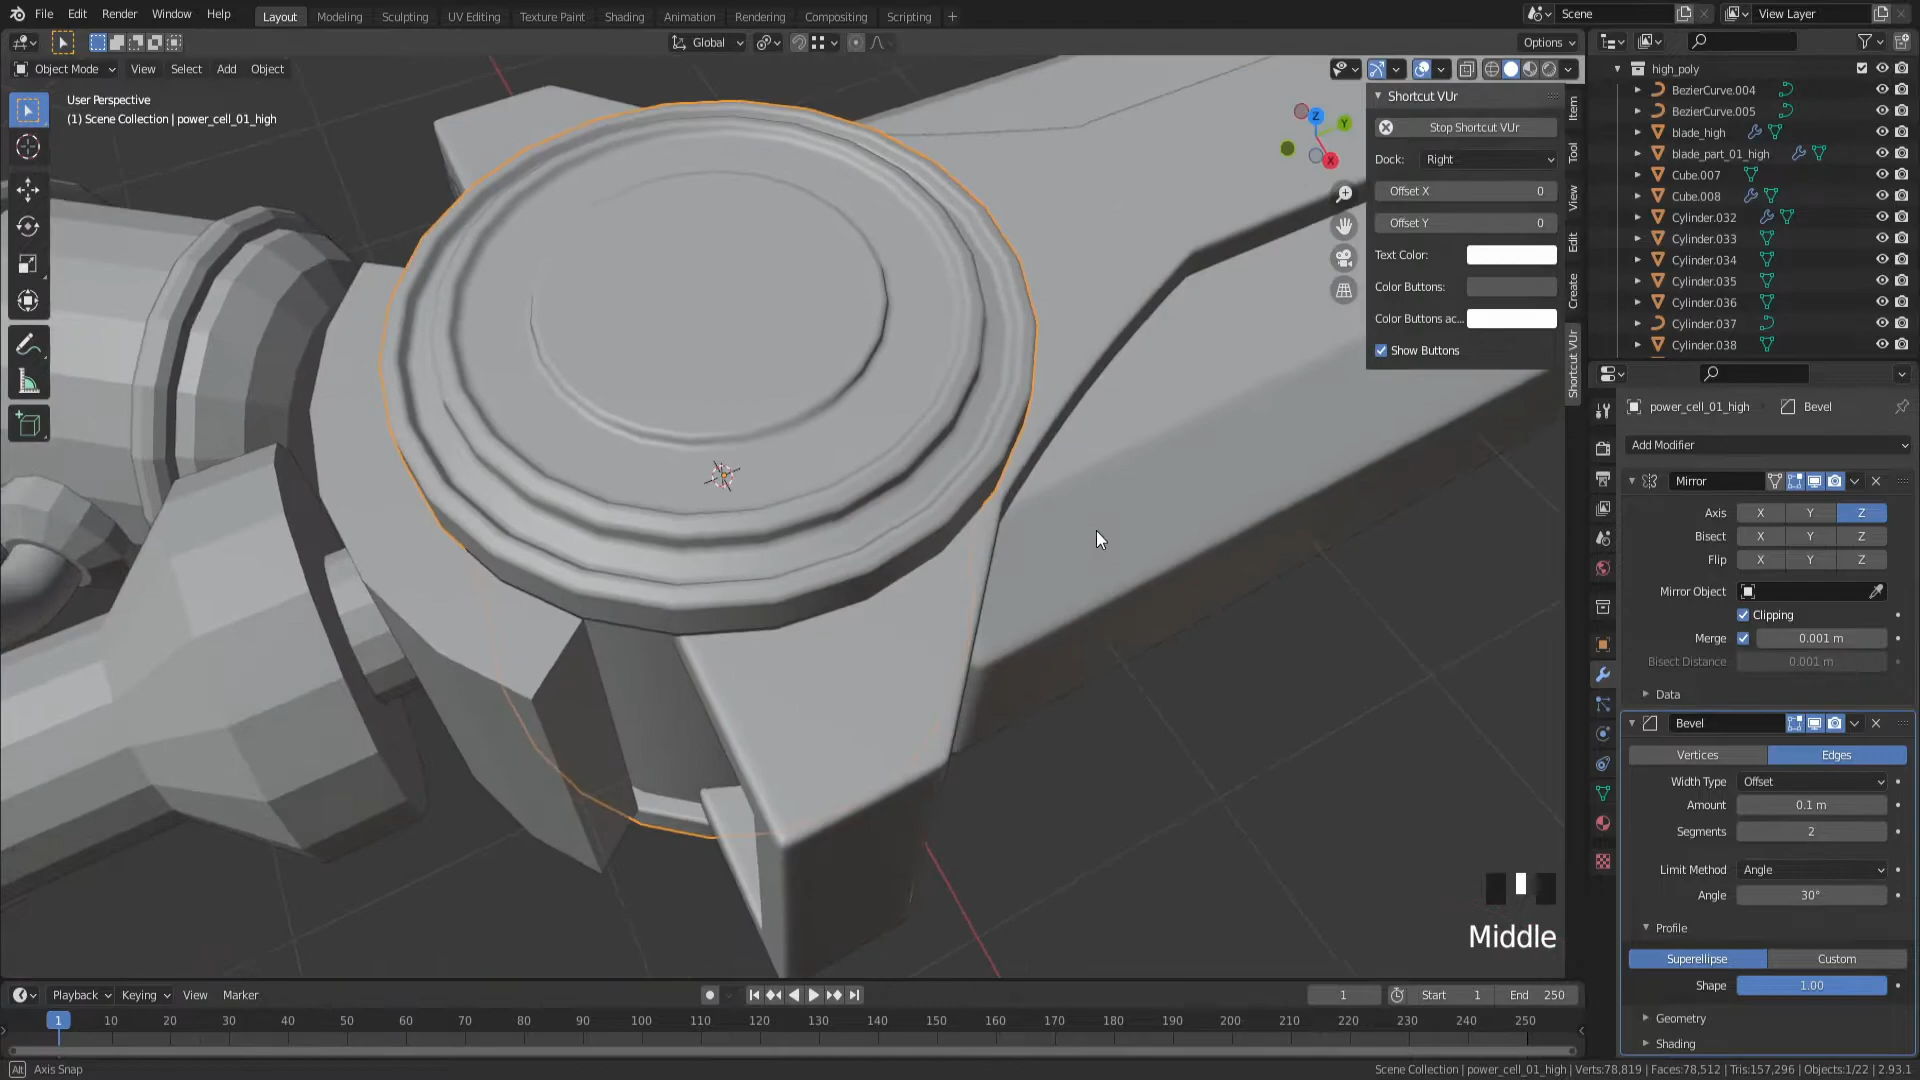 File Edit Render Window Help Layout Modeling Sculpting UV Editing Texture Paint Shading Animation Rendering Compositing Scripting + Scene View Layer
Global Options
Object Mode View Select Add Object
User Perspective
(1) Scene Collection | power_cell_01_high
Shortcut VUr
Stop Shortcut VUr
Dock: Right
Offset X 0
Offset Y 0
Text Color:
Color Buttons:
Color Buttons ac...
Show Buttons
Item
Tool
View
Edit
Create
Shortcut VUr
Z
Y
X
high_poly
BezierCurve.004
BezierCurve.005
blade_high
blade_part_01_high
Cube.007
Cube.008
Cylinder.032
Cylinder.033
Cylinder.034
Cylinder.035
Cylinder.036
Cylinder.037
Cylinder.038
power_cell_01_high Bevel
Add Modifier
Mirror
Axis X Y Z
Bisect X Y Z
Flip X Y Z
Mirror Object
Clipping
Merge 0.001 m
Bisect Distance 0.001 m
Data
Bevel
Vertices Edges
Width Type Offset
Amount 0.1 m
Segments 2
Limit Method Angle
Angle 30°
Profile
Superellipse Custom
Shape 1.00
Geometry
Shading
Middle
Playback Keying View Marker 1 Start 1 End 250
1 10 20 30 40 50 60 70 80 90 100 110 120 130 140 150 160 170 180 190 200 210 220 230 240 250
Alt Axis Snap
Scene Collection | power_cell_01_high | Verts:78,819 | Faces:78,512 | Tris:157,296 | Objects:1/22 | 2.93.1